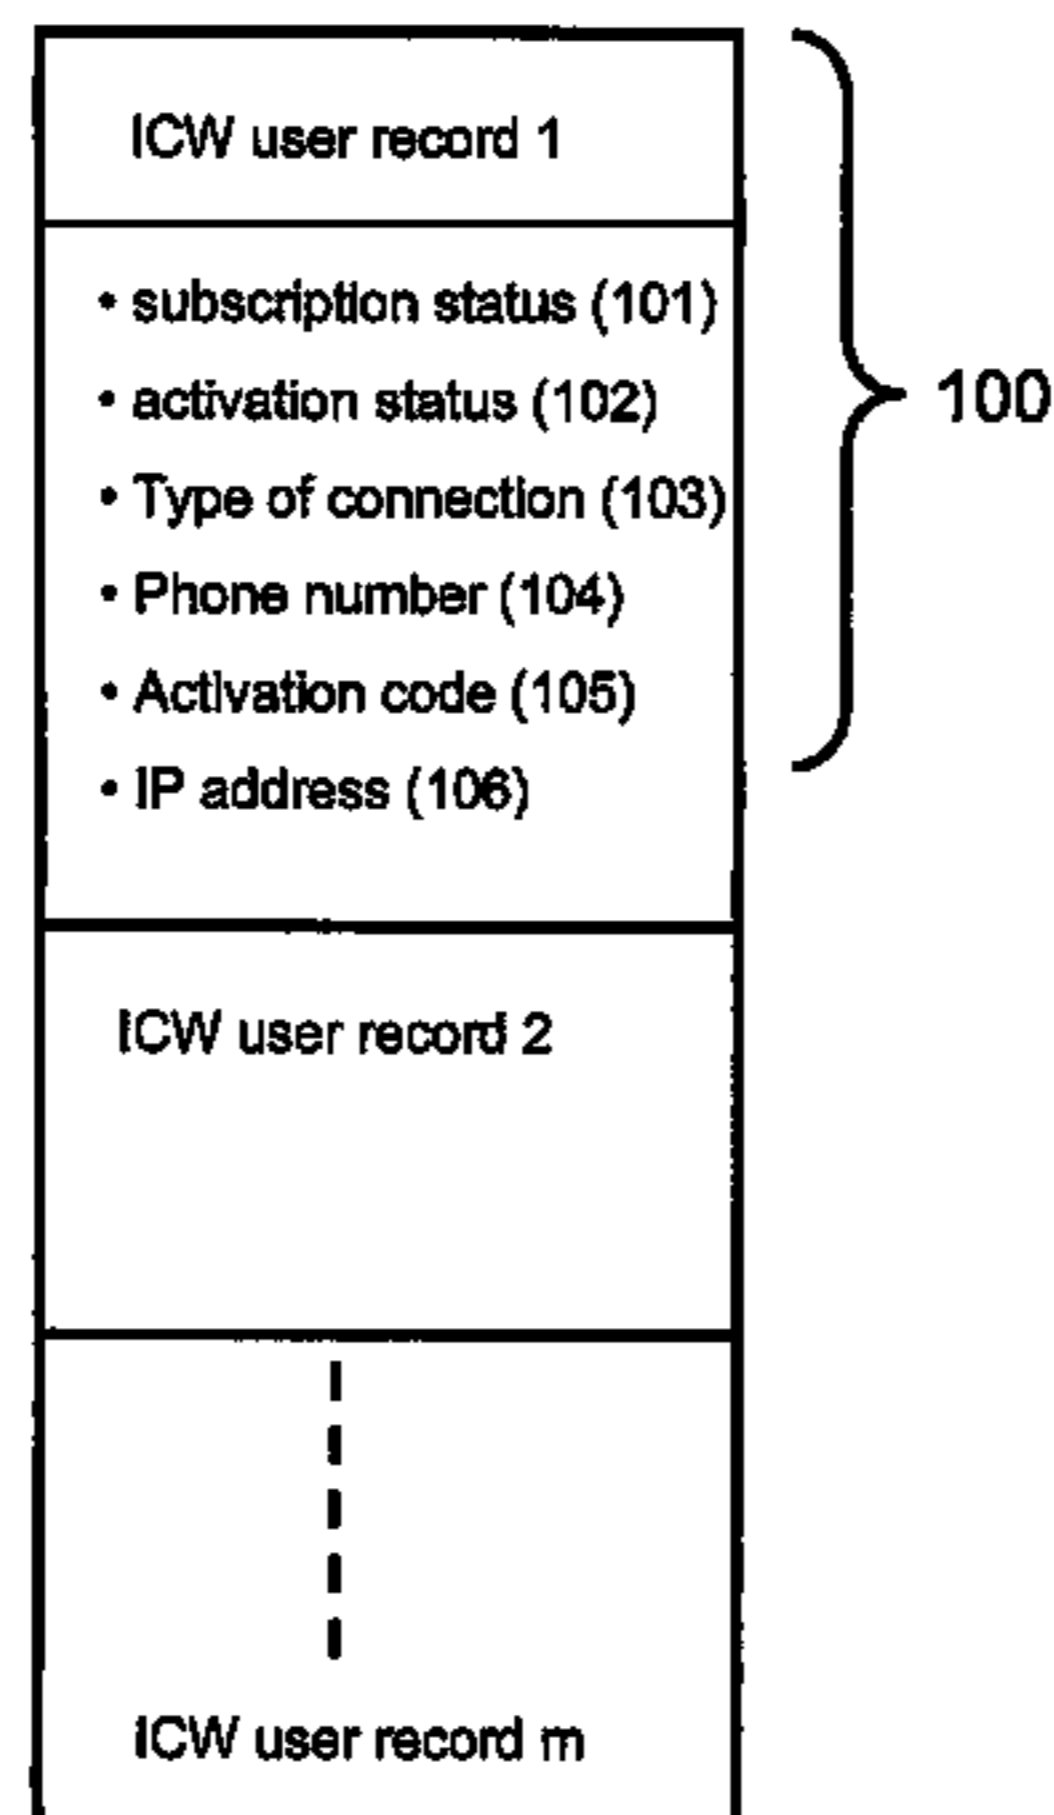 ICW user record 1
• subscription status (101)
• activation status (102)
• Type of connection (103)
• Phone number (104)
• Activation code (105)
• IP address (106)
100
ICW user record 2
ICW user record m